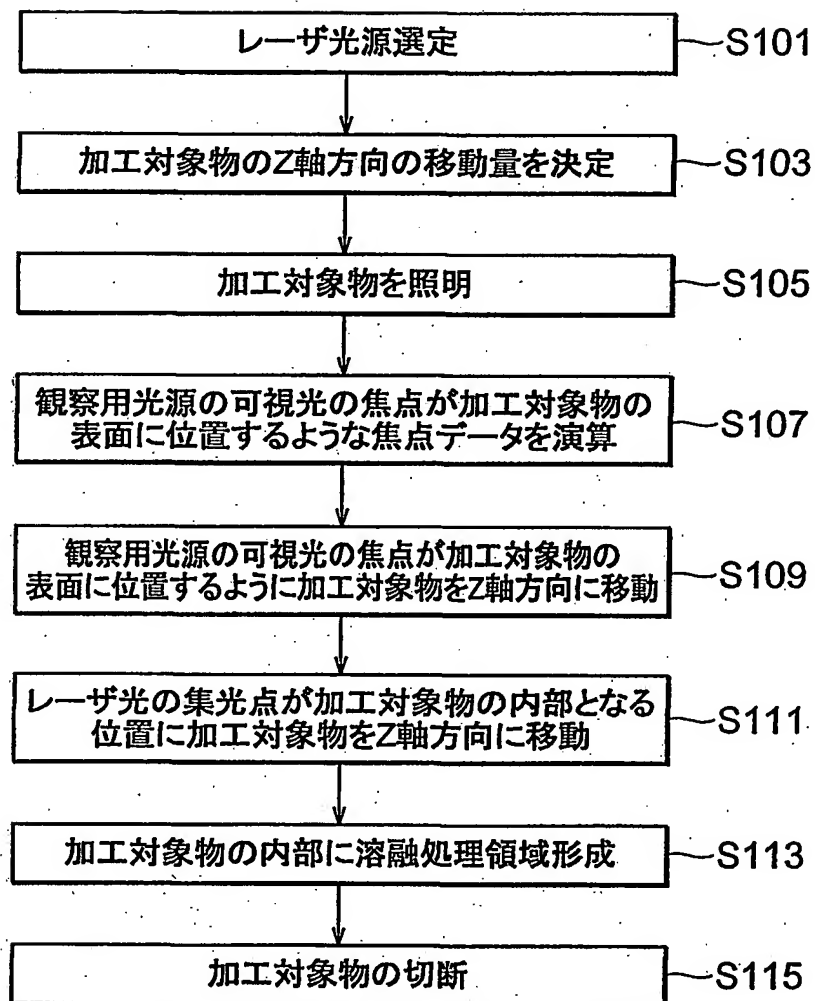 レーザ光源選定
S101
加工対象物のZ軸方向の移動量を決定
S103
加工対象物を照明
S105
観察用光源の可視光の焦点が加工対象物の
表面に位置するような焦点データを演算
S107
観察用光源の可視光の焦点が加工対象物の
表面に位置するように加工対象物をZ軸方向に移動
S109
レーザ光の集光点が加工対象物の内部となる
位置に加工対象物をZ軸方向に移動
S111
加工対象物の内部に溶融処理領域形成
S113
加工対象物の切断
S115